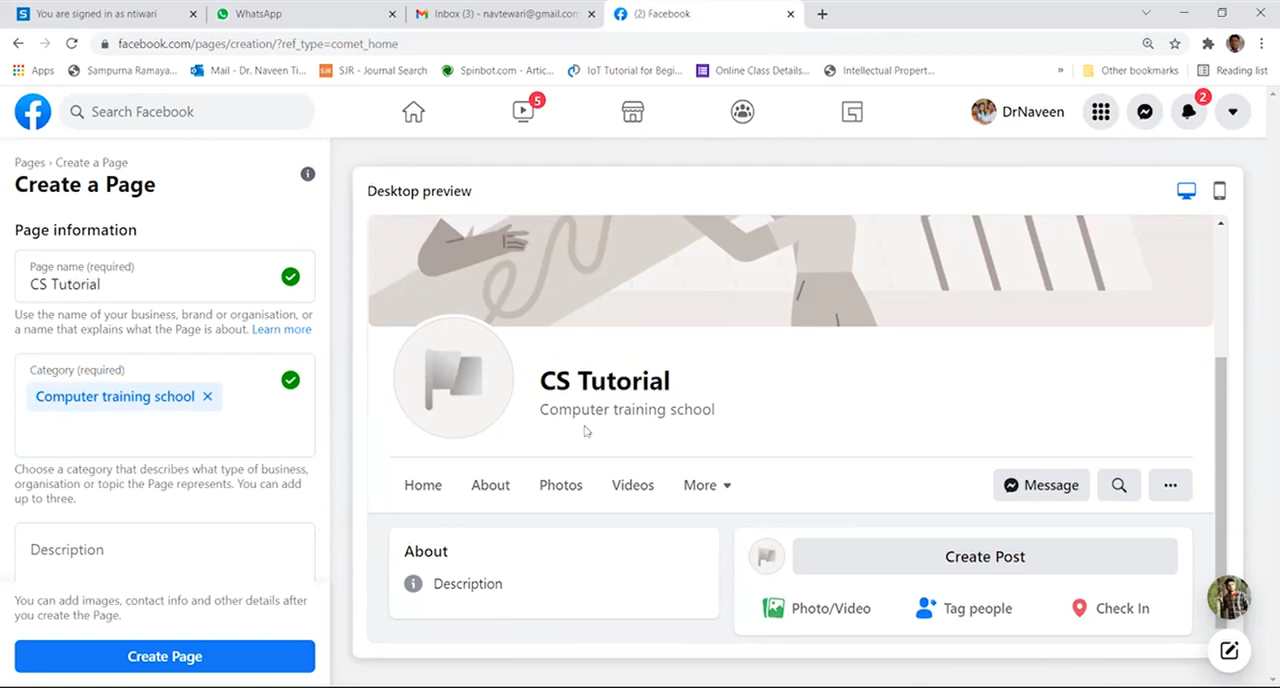 You are signed in as ntiwari
WhatsApp
Inbox (3) - navtewari@gmail.com
(2) Facebook
facebook.com/pages/creation/?ref_type=comet_home
Apps
Sampurna Ramaya...
Mail - Dr. Naveen Ti...
SJR - Journal Search
Spinbot.com - Artic...
IoT Tutorial for Begi...
Online Class Details...
Intellectual Propert...
»
Other bookmarks
Reading list
Search Facebook
5
DrNaveen
2
Pages › Create a Page
Create a Page
Page information
Page name (required)
CS Tutorial
Use the name of your business, brand or organisation, or
a name that explains what the Page is about. Learn more
Category (required)
Computer training school
Choose a category that describes what type of business,
organisation or topic the Page represents. You can add
up to three.
Description
You can add images, contact info and other details after
you create the Page.
Create Page
Desktop preview
CS Tutorial
Computer training school
Home
About
Photos
Videos
More
Message
About
Description
Create Post
Photo/Video
Tag people
Check In